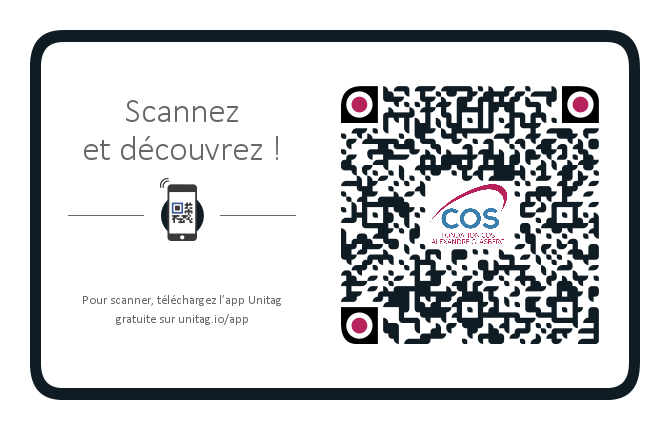 Scannez
et découvrez !
Pour scanner, téléchargez l'app Unitag
gratuite sur unitag.io/app
COS
FONDATION COS
ALEXANDRE GLASBERG